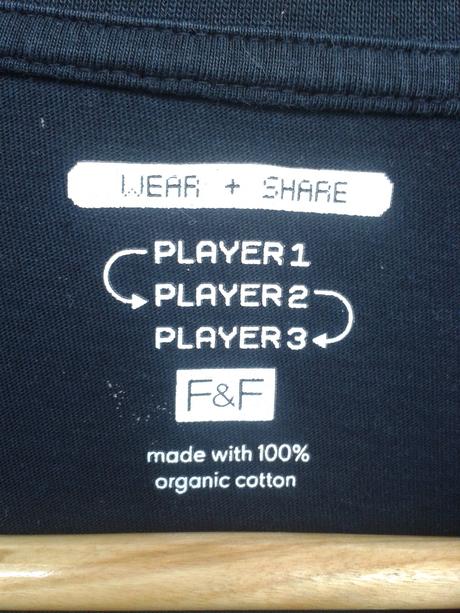 WEAR + SHARE
PLAYER 1
PLAYER 2
PLAYER 3
F&F
made with 100%
organic cotton